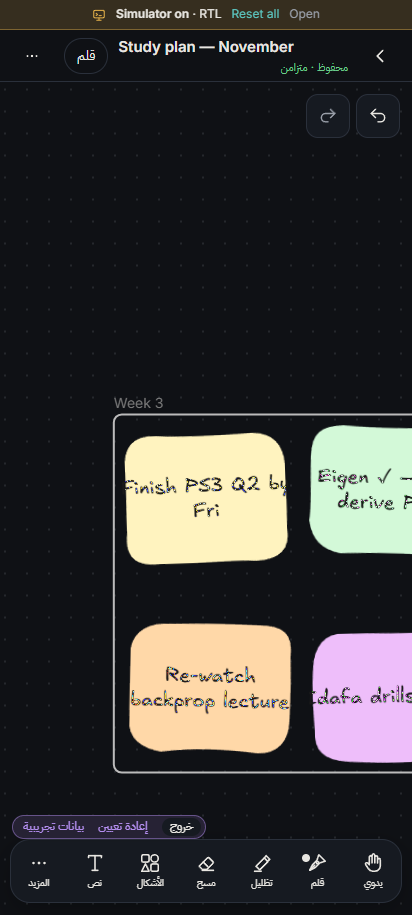 Simulator on · RTL Reset all Open
Study plan — November
قلم
محفوظ · متزامن
Week 3
Finish PS3 Q2 by
Fri
Eigen ✓ —
derive P
Re-watch
backprop lecture
Idafa drills
خروج إعادة تعيين بيانات تجريبية
يدوي
قلم
تظليل
مسح
الأشكال
نص
المزيد